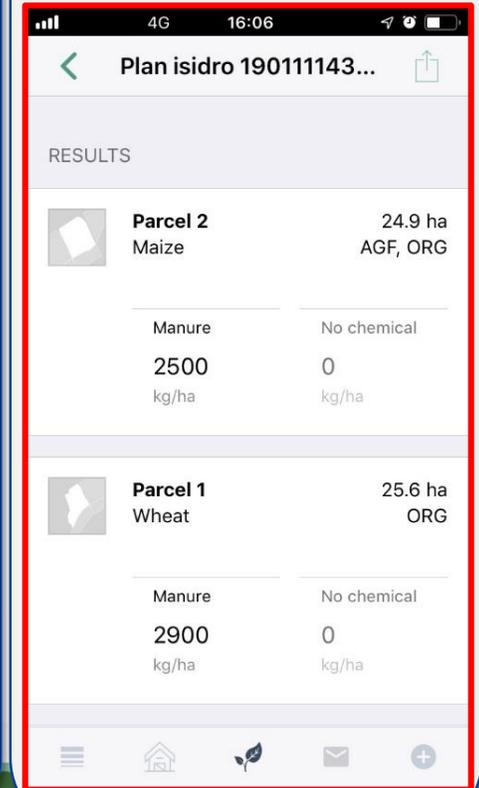 4G 16:06
Plan isidro 190111143...
RESULTS
Parcel 2 24.9 ha
Maize AGF, ORG
Manure No chemical
2500 0
kg/ha kg/ha
Parcel 1 25.6 ha
Wheat ORG
Manure No chemical
2900 0
kg/ha kg/ha